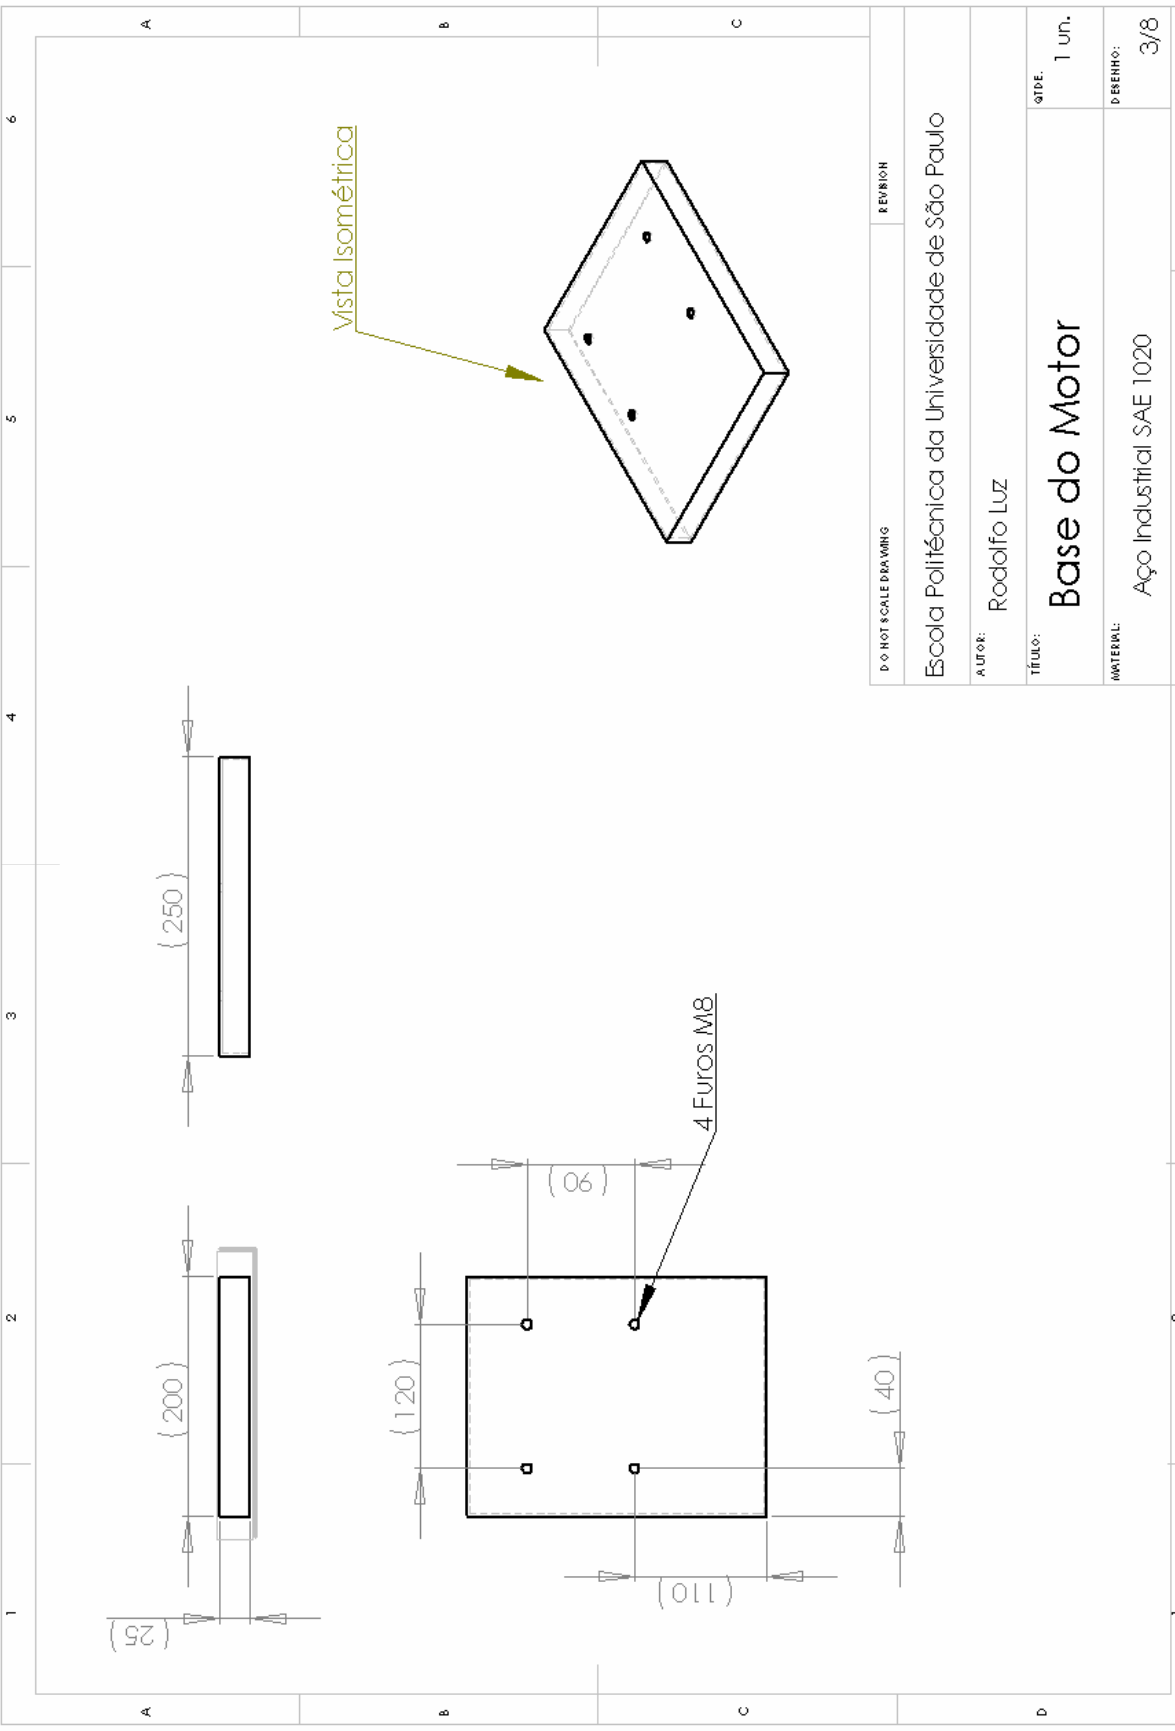 1
2
3
4
5
6
A
A
B
B
C
C
D
( 25 )
( 200 )
( 250 )
( 120 )
( 90 )
( 110 )
( 40 )
4 Furos M8
Vista Isométrica
DO NOT SCALE DRAWING
REVISION
Escola Politécnica da Universidade de São Paulo
AUTOR:
Rodolfo Luz
TÍTULO:
Base do Motor
QTDE.
1 un.
MATERIAL:
Aço Industrial SAE 1020
DESENHO:
3/8